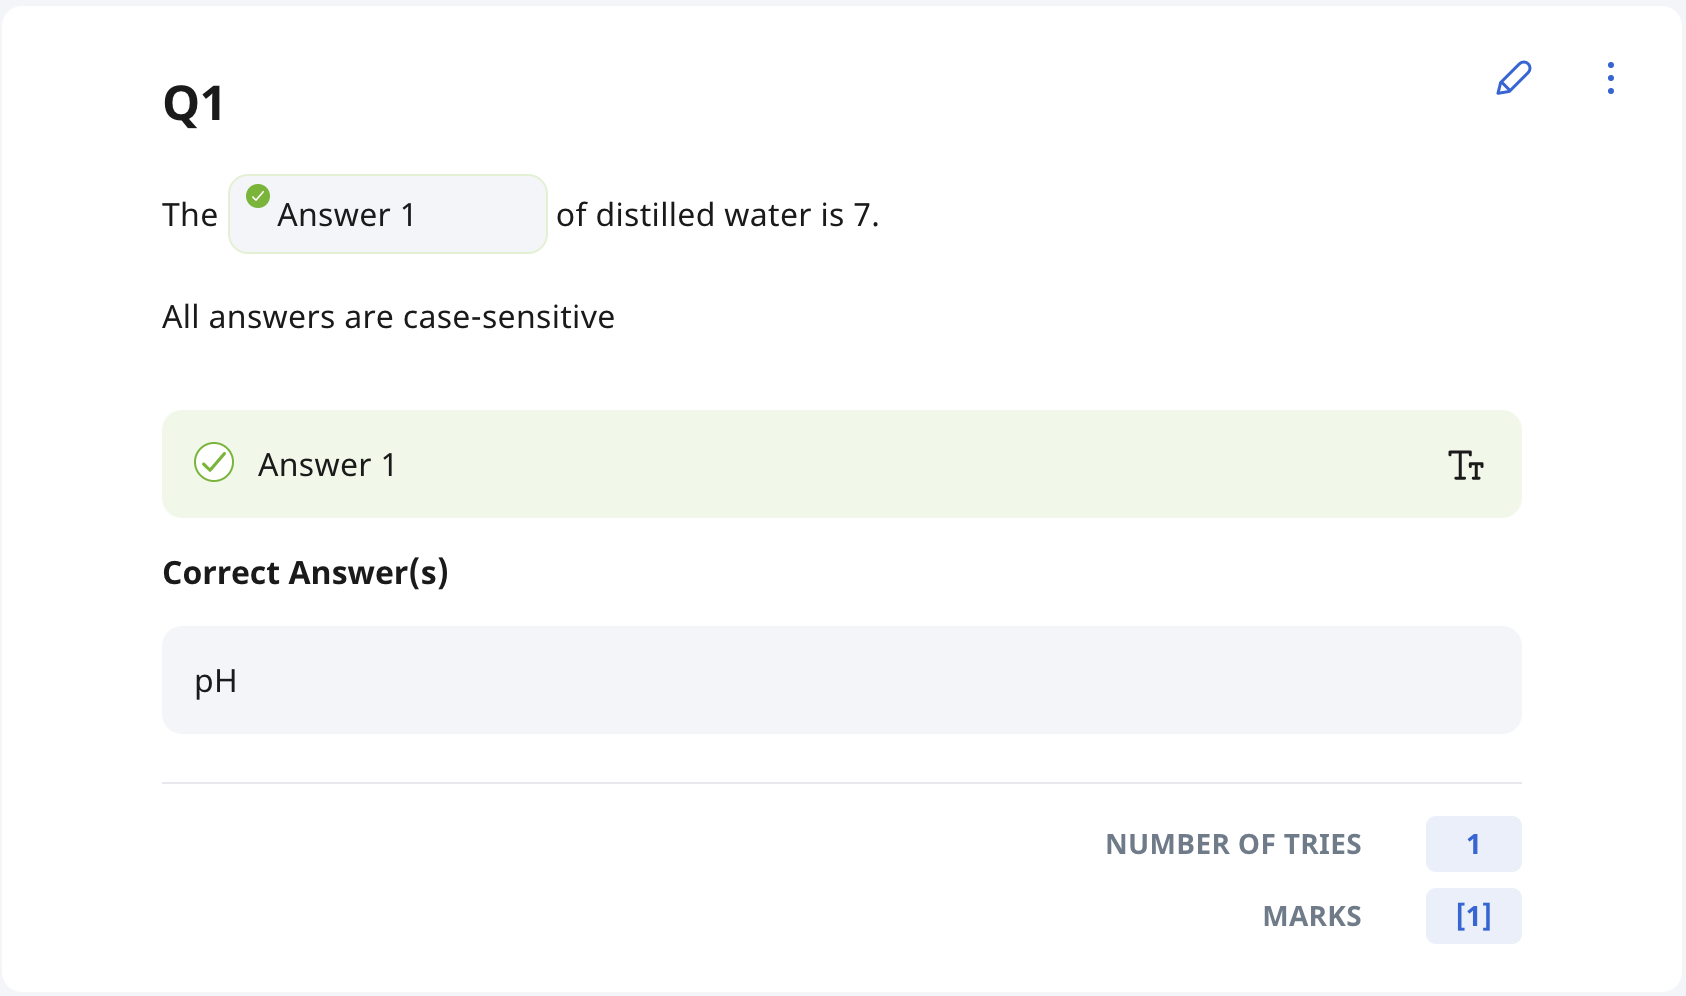 Q1
The Answer 1 of distilled water is 7.
All answers are case-sensitive
Answer 1
Correct Answer(s)
pH
NUMBER OF TRIES 1
MARKS [1]